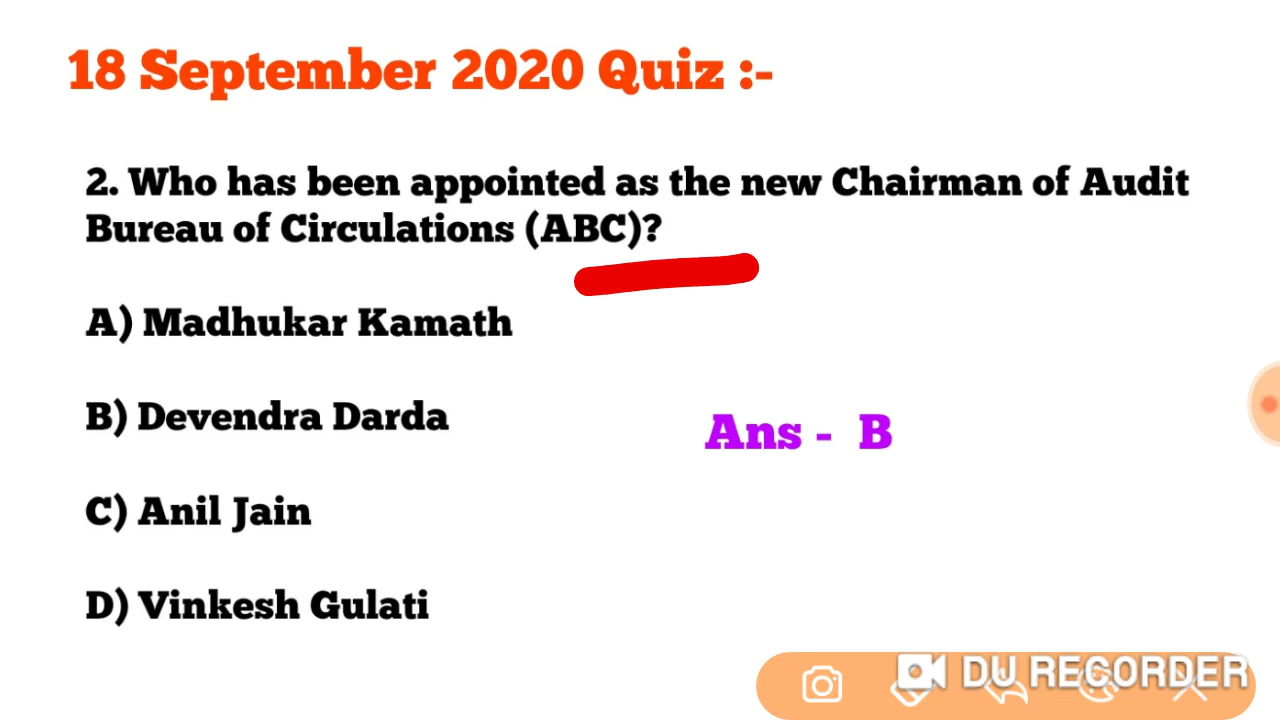 18 September 2020 Quiz :-
2. Who has been appointed as the new Chairman of Audit
Bureau of Circulations (ABC)?
A) Madhukar Kamath
B) Devendra Darda
Ans - B
C) Anil Jain
D) Vinkesh Gulati
DU RECORDER